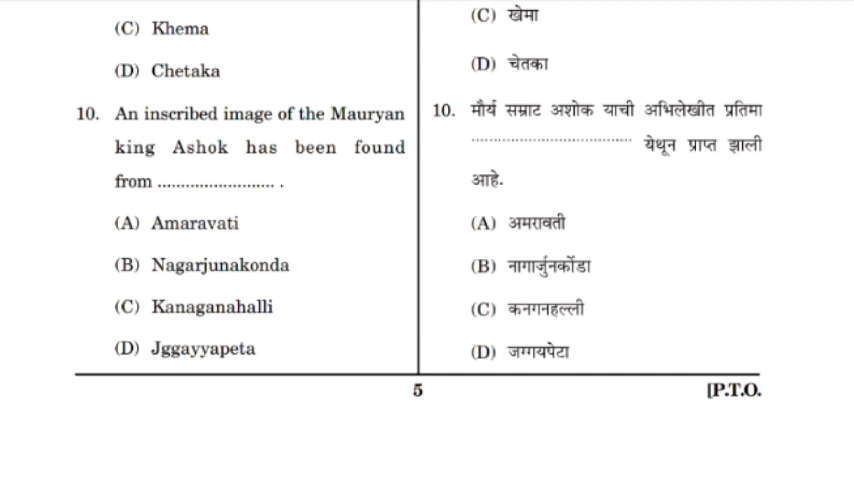 (C) Khema
(D) Chetaka
10. An inscribed image of the Mauryan
king Ashok has been found
from ......................... .
(A) Amaravati
(B) Nagarjunakonda
(C) Kanaganahalli
(D) Jggayyapeta
(C) खेमा
(D) चेतका
10. मौर्य सम्राट अशोक याची अभिलेखीत प्रतिमा
................................... येथून प्राप्त झाली
आहे.
(A) अमरावती
(B) नागार्जुनकोंडा
(C) कनगनहल्ली
(D) जग्गयपेटा
5
[P.T.O.